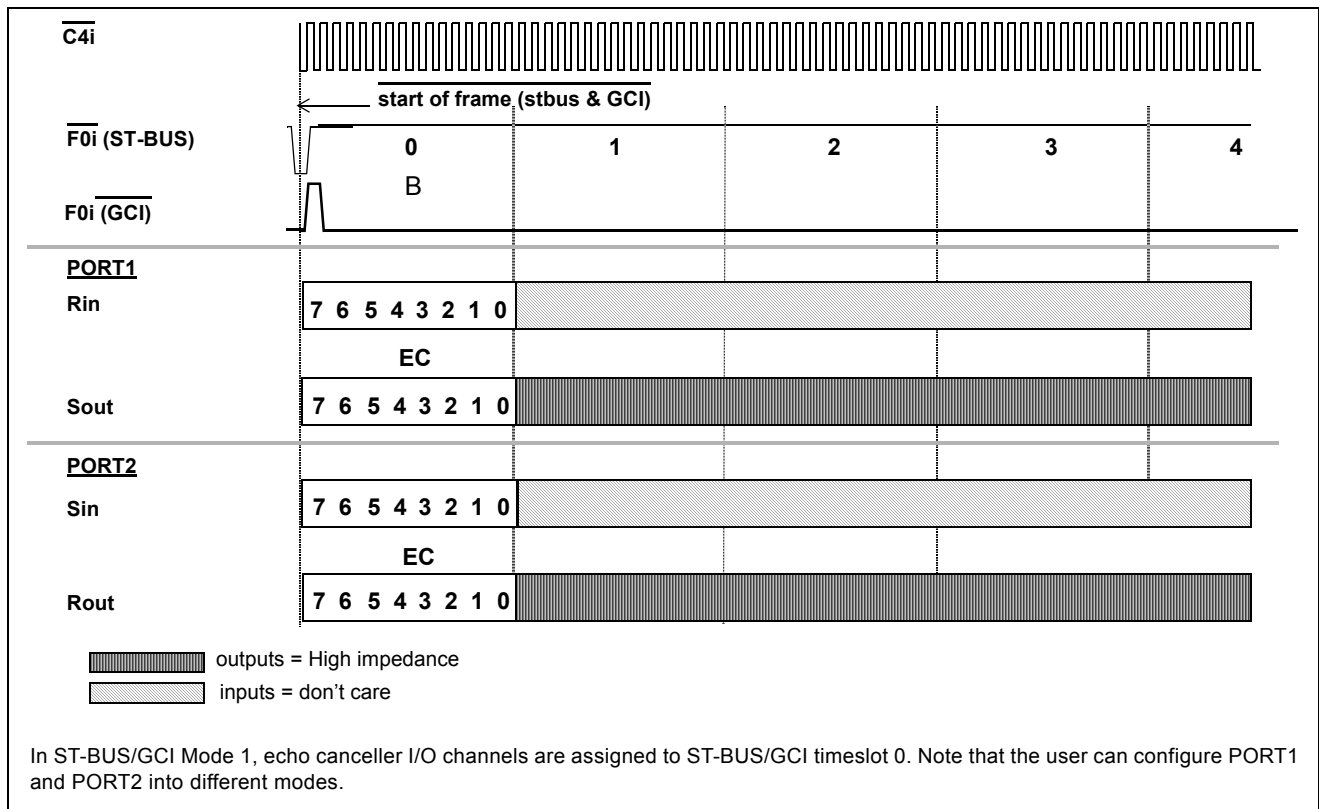 C4i
start of frame (stbus & GCI)
F0i (ST-BUS)
0 1 2 3 4
B
F0i (GCI)
PORT1
Rin
7 6 5 4 3 2 1 0
EC
Sout
7 6 5 4 3 2 1 0
PORT2
Sin
7 6 5 4 3 2 1 0
EC
Rout
7 6 5 4 3 2 1 0
outputs = High impedance
inputs = don't care
In ST-BUS/GCI Mode 1, echo canceller I/O channels are assigned to ST-BUS/GCI timeslot 0. Note that the user can configure PORT1
and PORT2 into different modes.